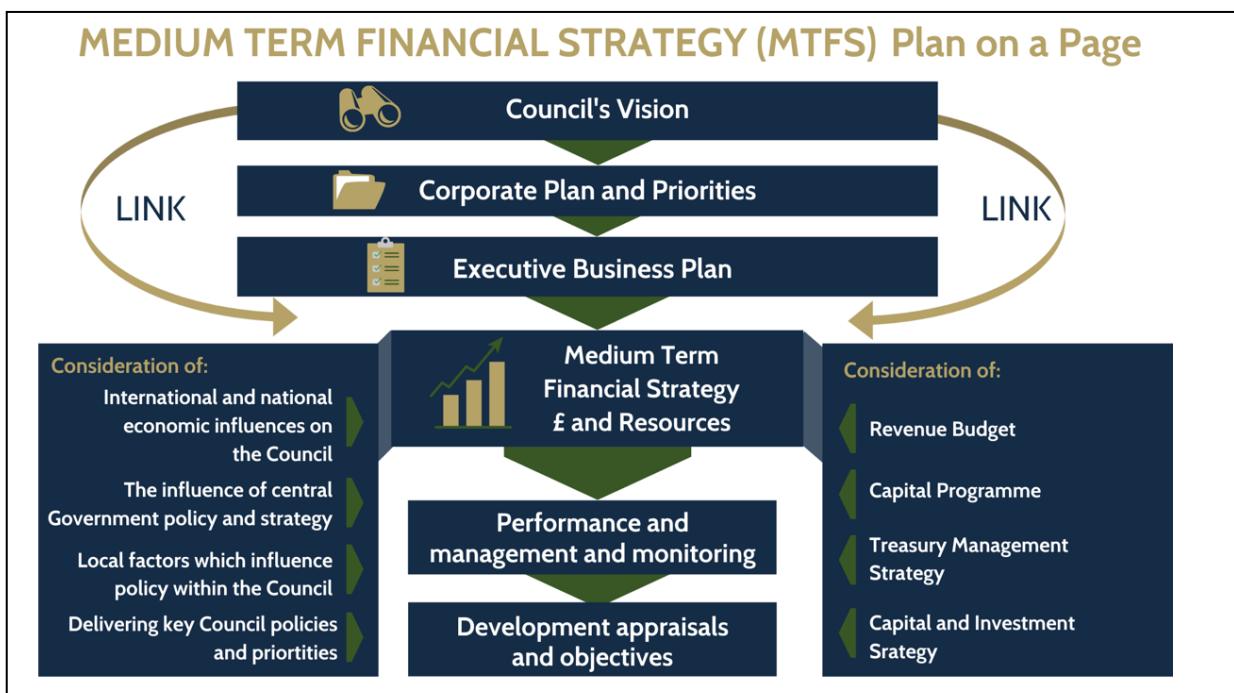 MEDIUM TERM FINANCIAL STRATEGY (MTFS) Plan on a Page
Council's Vision
Corporate Plan and Priorities
LINK
LINK
Executive Business Plan
Medium Term
Financial Strategy
£ and Resources
Consideration of:
International and national
economic influences on
the Council
The influence of central
Government policy and strategy
Local factors which influence
policy within the Council
Delivering key Council policies
and priortities
Consideration of:
Revenue Budget
Capital Programme
Treasury Management
Strategy
Capital and Investment
Srategy
Performance and
management and monitoring
Development appraisals
and objectives